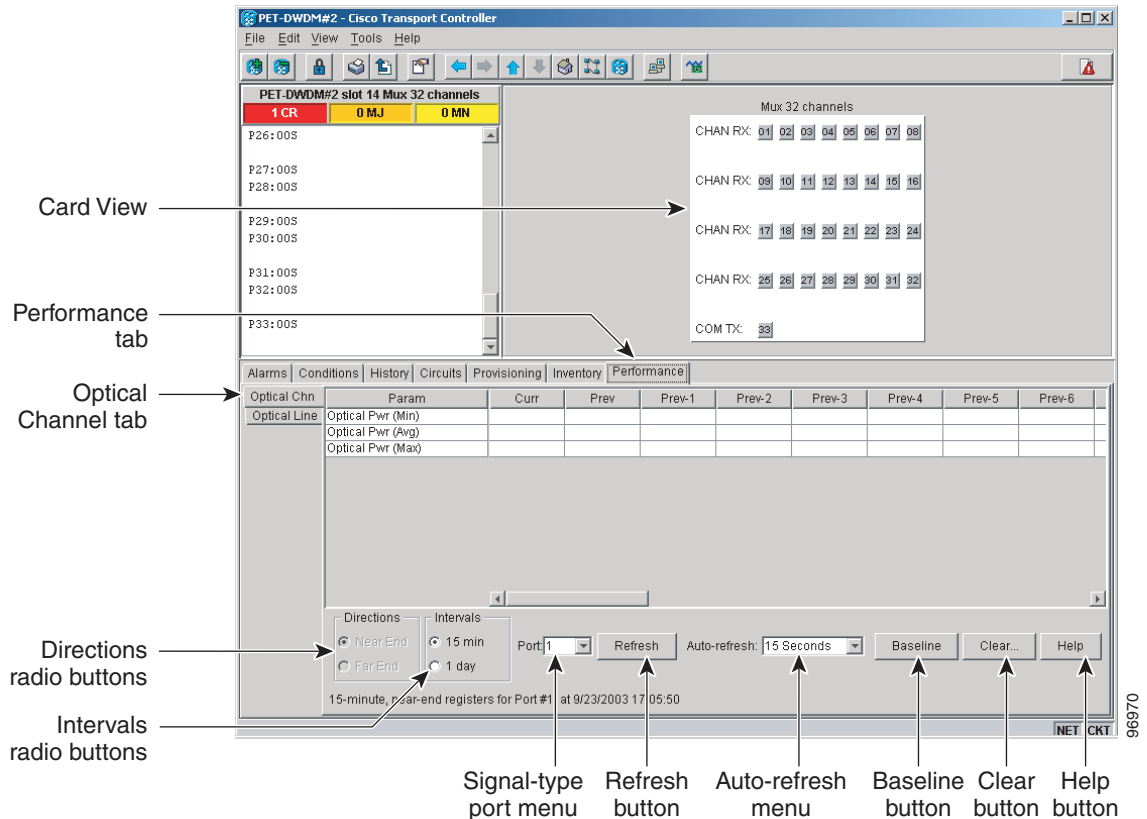 PET-DWDM#2 - Cisco Transport Controller
File Edit View Tools Help
PET-DWDM#2 slot 14 Mux 32 channels
1 CR 0 MJ 0 MN
P26:OOS
P27:OOS
P28:OOS
P29:OOS
P30:OOS
P31:OOS
P32:OOS
P33:OOS
Mux 32 channels
CHAN RX: 01 02 03 04 05 06 07 08
CHAN RX: 09 10 11 12 13 14 15 16
CHAN RX: 17 18 19 20 21 22 23 24
CHAN RX: 25 26 27 28 29 30 31 32
COM TX: 33
Card View
Performance
tab
Optical
Channel tab
Alarms Conditions History Circuits Provisioning Inventory Performance
Optical Chn
Optical Line
Param Curr Prev Prev-1 Prev-2 Prev-3 Prev-4 Prev-5 Prev-6
Optical Pwr (Min)
Optical Pwr (Avg)
Optical Pwr (Max)
Directions
Near End
Far End
Intervals
15 min
1 day
Port: 1 Refresh Auto-refresh: 15 Seconds Baseline Clear... Help
15-minute, near-end registers for Port #1 at 9/23/2003 17:05:50
NET CKT
Directions
radio buttons
Intervals
radio buttons
Signal-type
port menu
Refresh
button
Auto-refresh
menu
Baseline
button
Clear
button
Help
button
96970